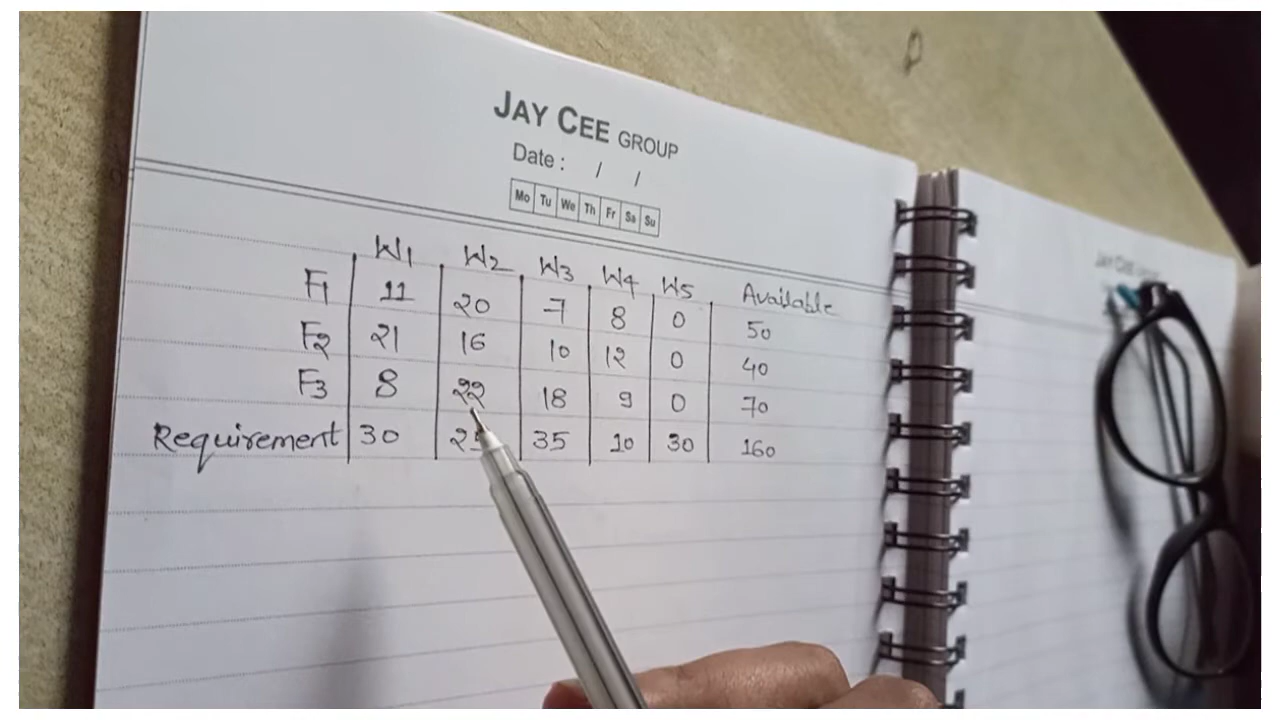 JAY CEE GROUP
Date : / /
Mo Tu We Th Fr Sa Su
W1 W2 W3 W4 W5 Available
F1 11 20 7 8 0 50
F2 21 16 10 12 0 40
F3 8 22 18 9 0 70
Requirement 30 25 35 10 30 160